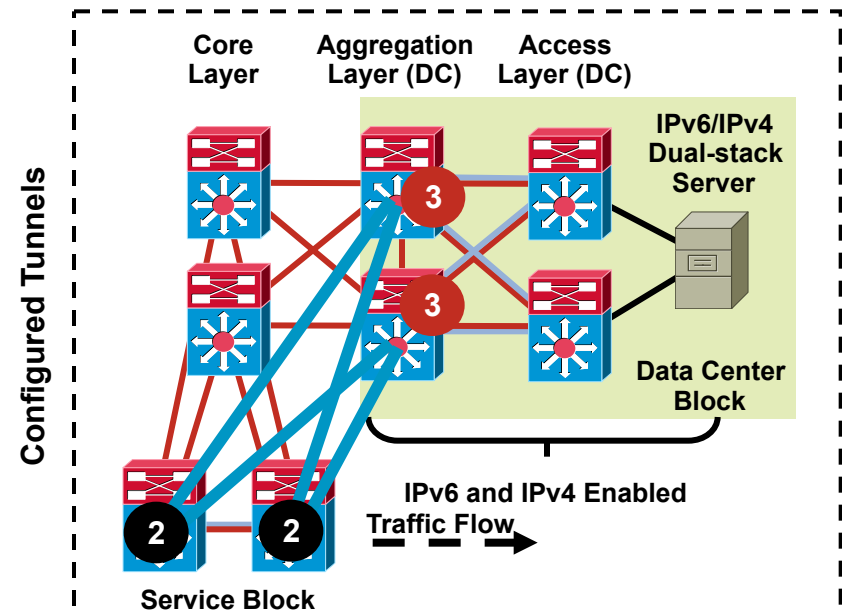 Core
Layer
Aggregation
Layer (DC)
Access
Layer (DC)
IPv6/IPv4
Dual-stack
Server
Configured Tunnels
3
3
Data Center
Block
2
2
IPv6 and IPv4 Enabled
Traffic Flow
Service Block